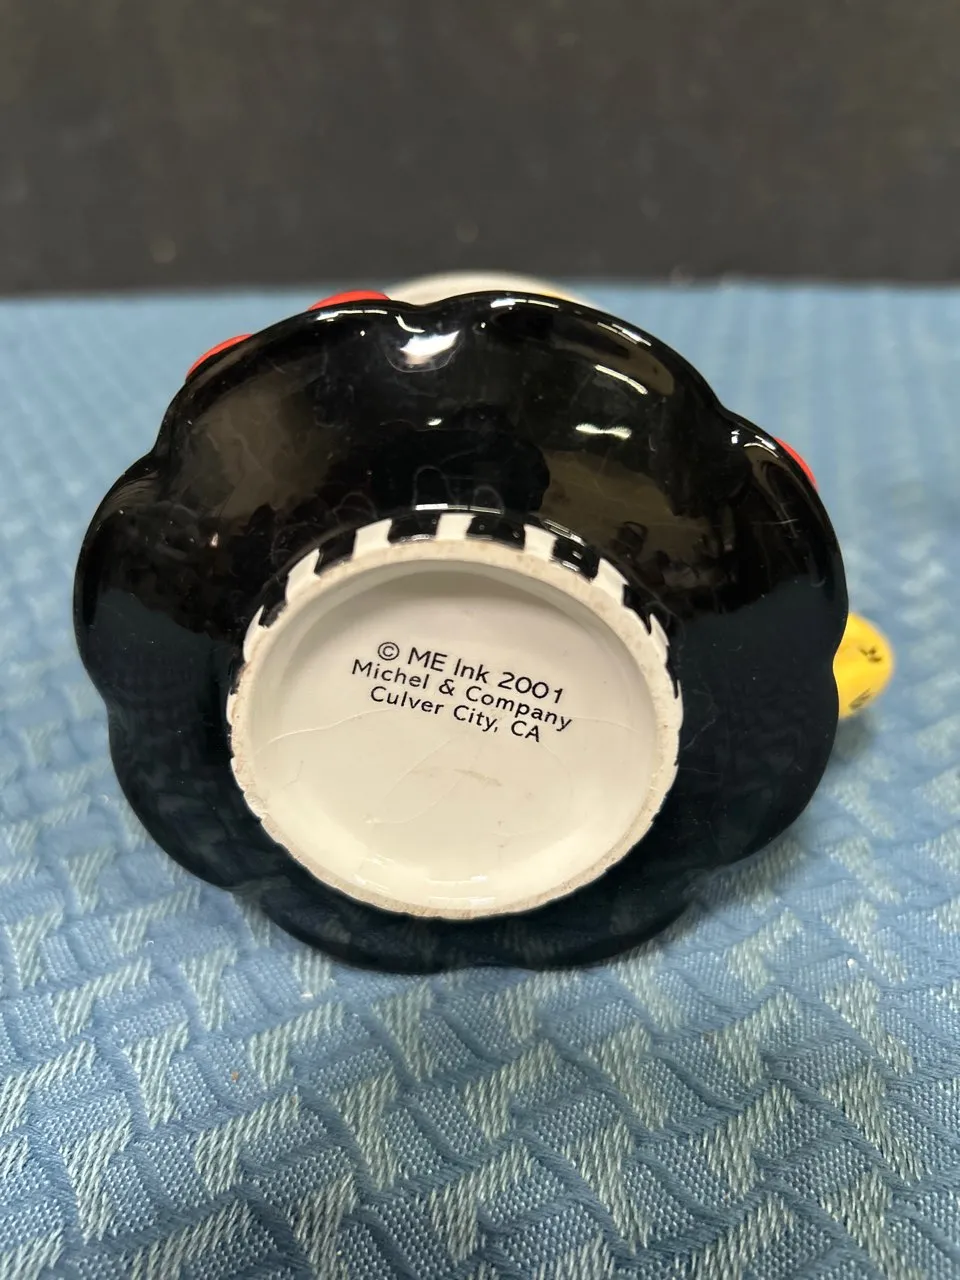 © ME Ink 2001
Michel & Company
Culver City, CA